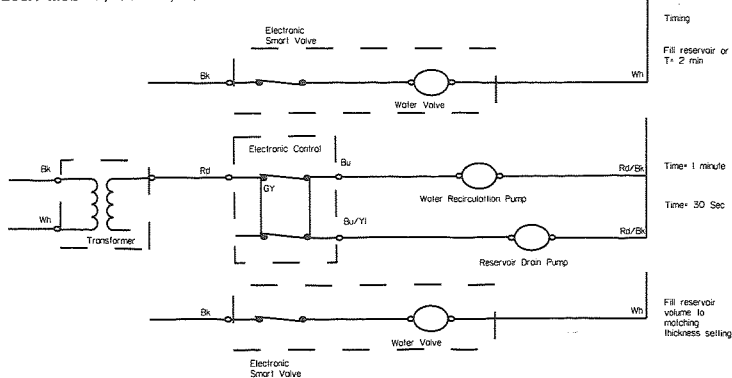 Timing
Electronic
Smart Valve
Fill reservoir or
T= 2 min
Bk
Wh
Water Valve
Electronic Control
Bk
Rd
Bu
Rd/Bk
Time= 1 minute
GY
Water Recirculation Pump
Time= 30 Sec
Wh
Bu/Yl
Rd/Bk
Transformer
Reservoir Drain Pump
Fill reservoir
volume to
matching
thickness setting
Bk
Wh
Water Valve
Electronic
Smart Valve